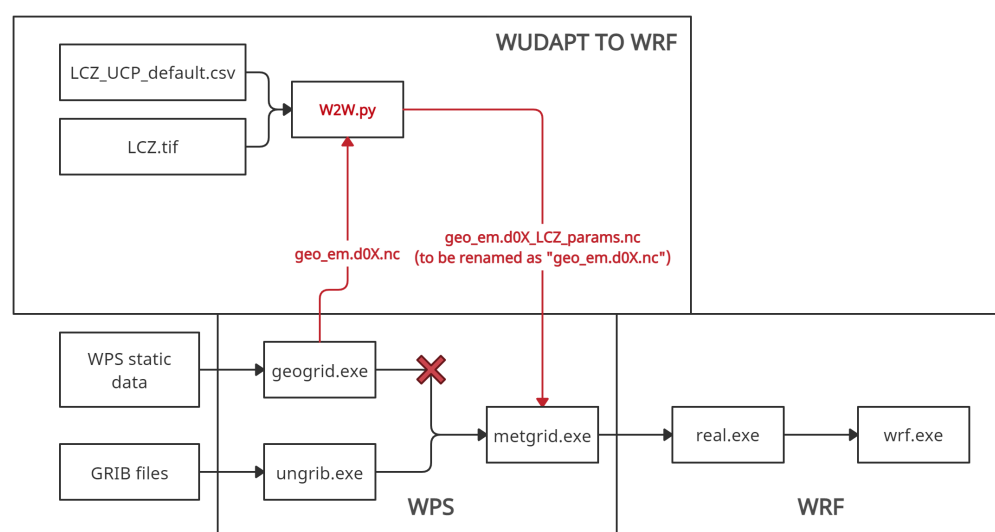 WUDAPT TO WRF
LCZ_UCP_default.csv
W2W.py
LCZ.tif
geo_em.d0X.nc
geo_em.d0X_LCZ_params.nc
(to be renamed as "geo_em.d0X.nc")
WPS static
data
geogrid.exe
GRIB files
ungrib.exe
metgrid.exe
real.exe
wrf.exe
WPS
WRF